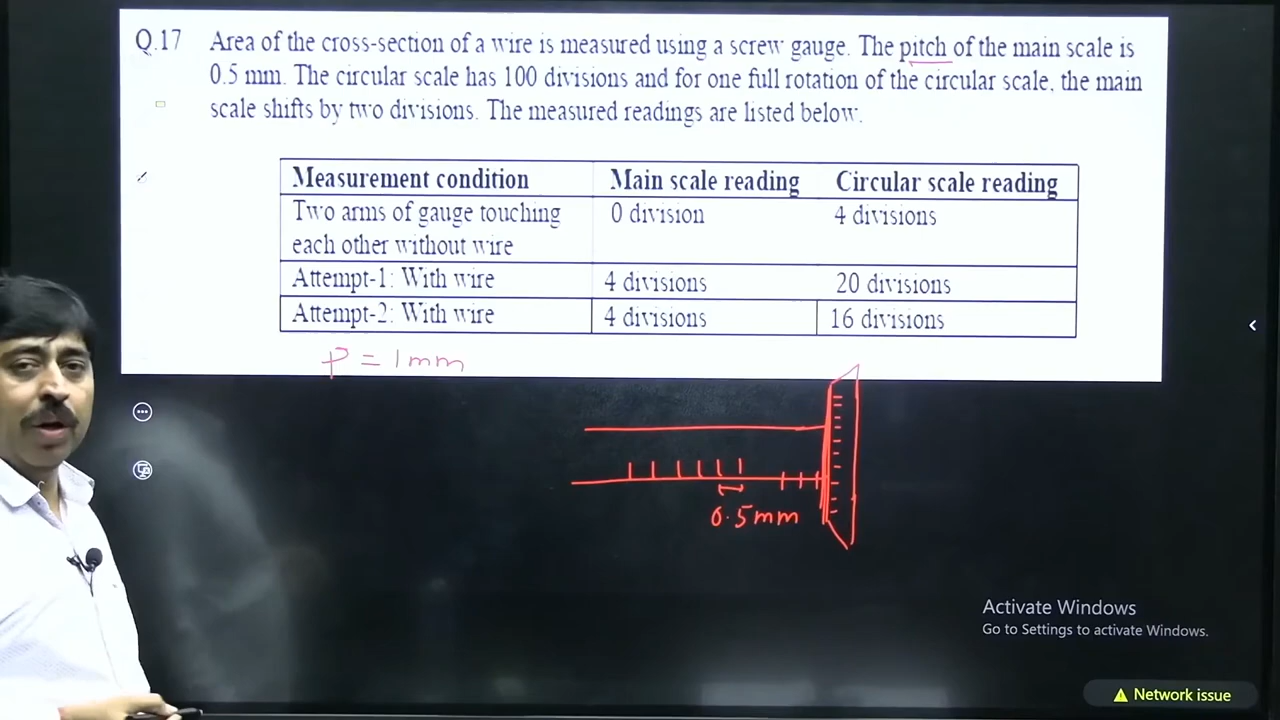 Q.17 Area of the cross-section of a wire is measured using a screw gauge. The pitch of the main scale is
0.5 mm. The circular scale has 100 divisions and for one full rotation of the circular scale, the main
scale shifts by two divisions. The measured readings are listed below.
Measurement condition Main scale reading Circular scale reading
Two arms of gauge touching each other without wire 0 division 4 divisions
Attempt-1: With wire 4 divisions 20 divisions
Attempt-2: With wire 4 divisions 16 divisions
P = 1mm
0.5mm
Activate Windows
Go to Settings to activate Windows.
Network issue